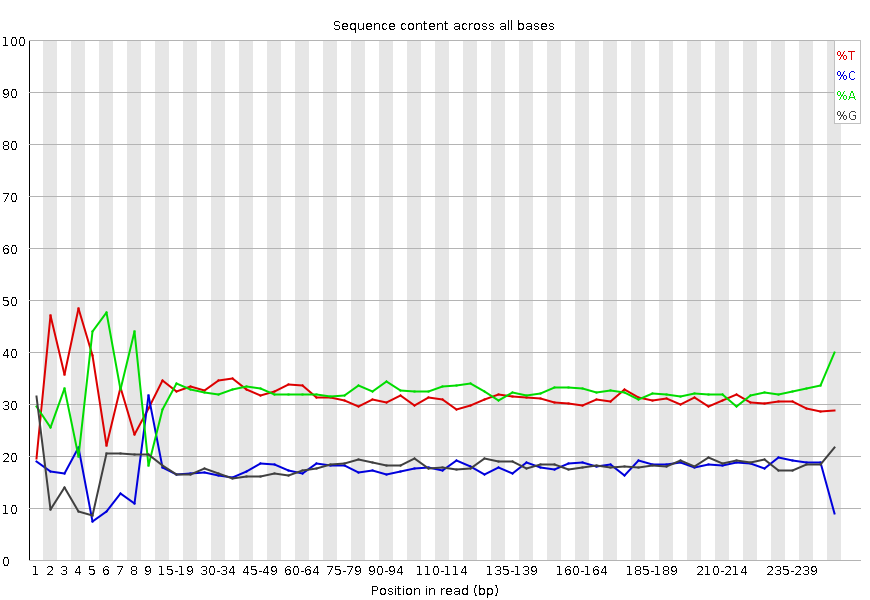 Sequence content across all bases
100
90
80
70
60
50
40
30
20
10
0
%T
%C
%A
%G
1 2 3 4 5 6 7 8 9 15-19 30-34 45-49 60-64 75-79 90-94 110-114 135-139 160-164 185-189 210-214 235-239
Position in read (bp)